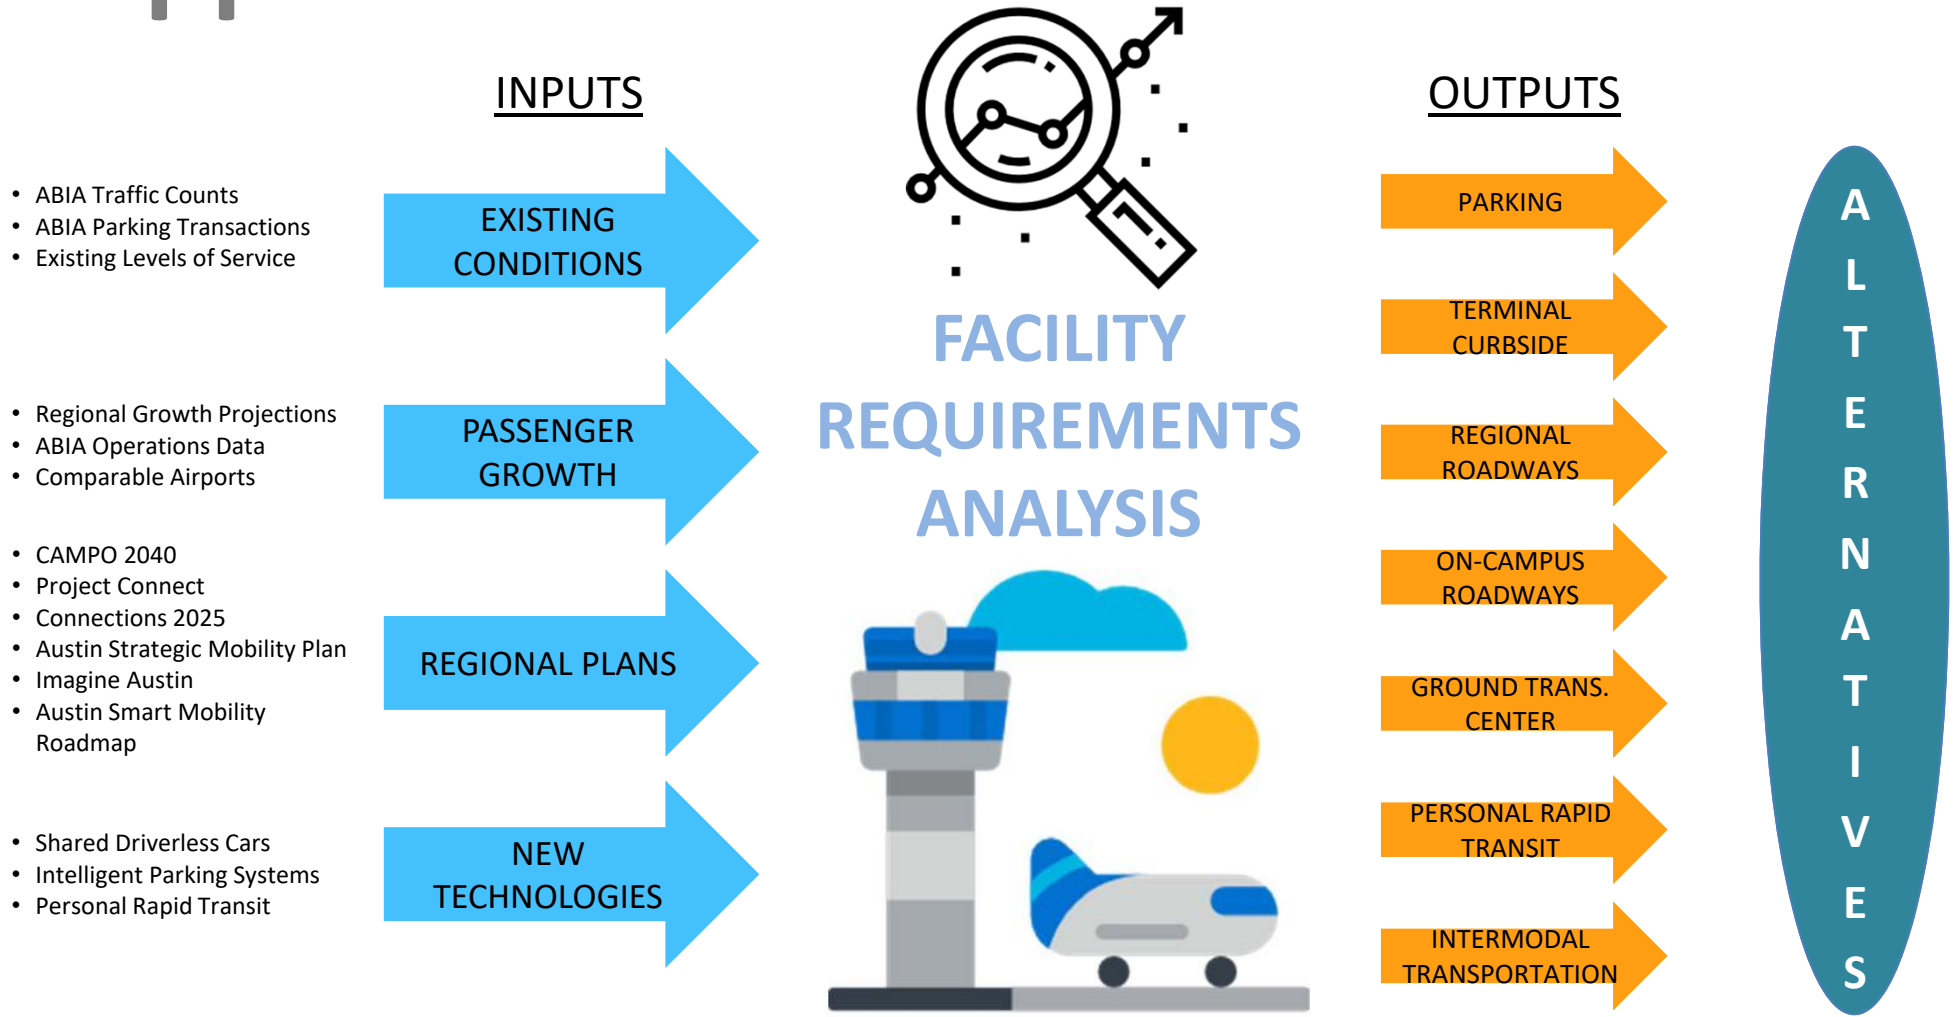 INPUTS
• ABIA Traffic Counts
• ABIA Parking Transactions
• Existing Levels of Service
EXISTING
CONDITIONS
• Regional Growth Projections
• ABIA Operations Data
• Comparable Airports
PASSENGER
GROWTH
• CAMPO 2040
• Project Connect
• Connections 2025
• Austin Strategic Mobility Plan
• Imagine Austin
• Austin Smart Mobility
Roadmap
REGIONAL PLANS
• Shared Driverless Cars
• Intelligent Parking Systems
• Personal Rapid Transit
NEW
TECHNOLOGIES
FACILITY
REQUIREMENTS
ANALYSIS
OUTPUTS
PARKING
TERMINAL
CURBSIDE
REGIONAL
ROADWAYS
ON-CAMPUS
ROADWAYS
GROUND TRANS.
CENTER
PERSONAL RAPID
TRANSIT
INTERMODAL
TRANSPORTATION
ALTERNATIVES